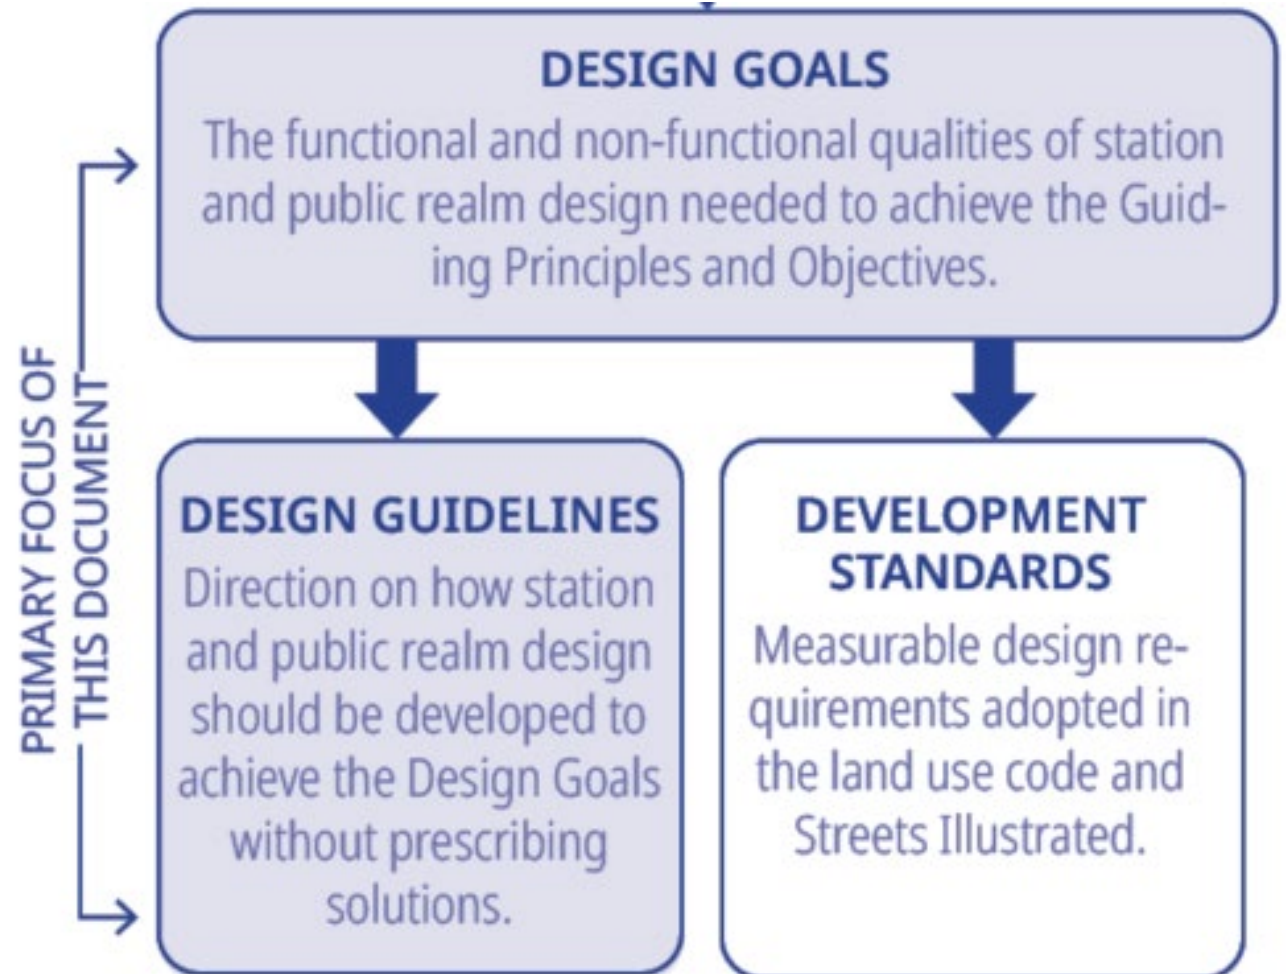 DESIGN GOALS
The functional and non-functional qualities of station
and public realm design needed to achieve the Guid-
ing Principles and Objectives.
PRIMARY FOCUS OF
THIS DOCUMENT
DESIGN GUIDELINES
Direction on how station
and public realm design
should be developed to
achieve the Design Goals
without prescribing
solutions.
DEVELOPMENT
STANDARDS
Measurable design re-
quirements adopted in
the land use code and
Streets Illustrated.